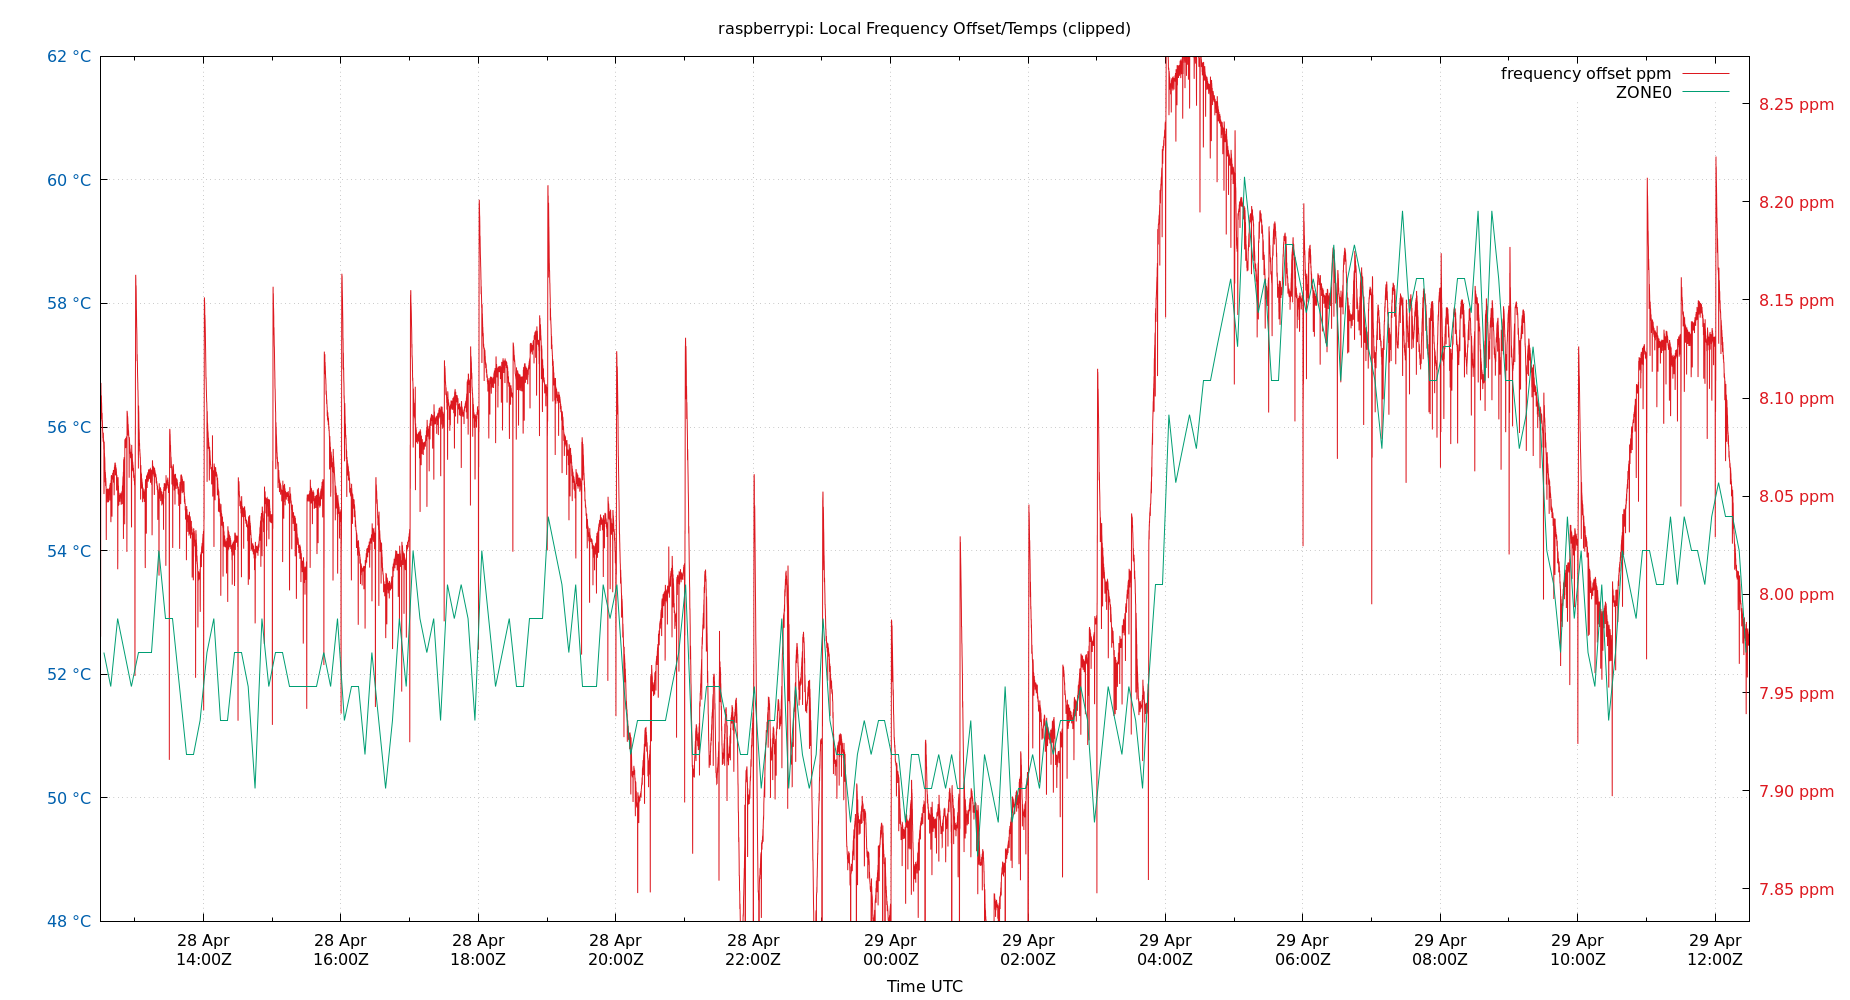 raspberrypi: Local Frequency Offset/Temps (clipped)
62 °C
60 °C
58 °C
56 °C
54 °C
52 °C
50 °C
48 °C
frequency offset ppm
ZONE0
8.25 ppm
8.20 ppm
8.15 ppm
8.10 ppm
8.05 ppm
8.00 ppm
7.95 ppm
7.90 ppm
7.85 ppm
28 Apr
14:00Z
28 Apr
16:00Z
28 Apr
18:00Z
28 Apr
20:00Z
28 Apr
22:00Z
29 Apr
00:00Z
29 Apr
02:00Z
29 Apr
04:00Z
29 Apr
06:00Z
29 Apr
08:00Z
29 Apr
10:00Z
29 Apr
12:00Z
Time UTC